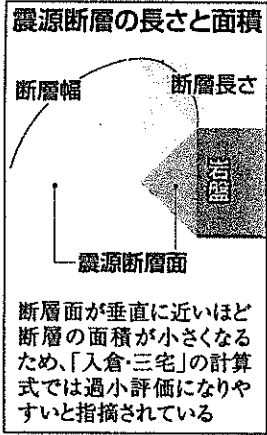 震源断層の長さと面積
断層幅
断層長さ
岩盤
震源断層面
断層面が垂直に近いほど
断層の面積が小さくなる
ため、「入倉・三宅」の計算
式では過小評価になりや
すいと指摘されている